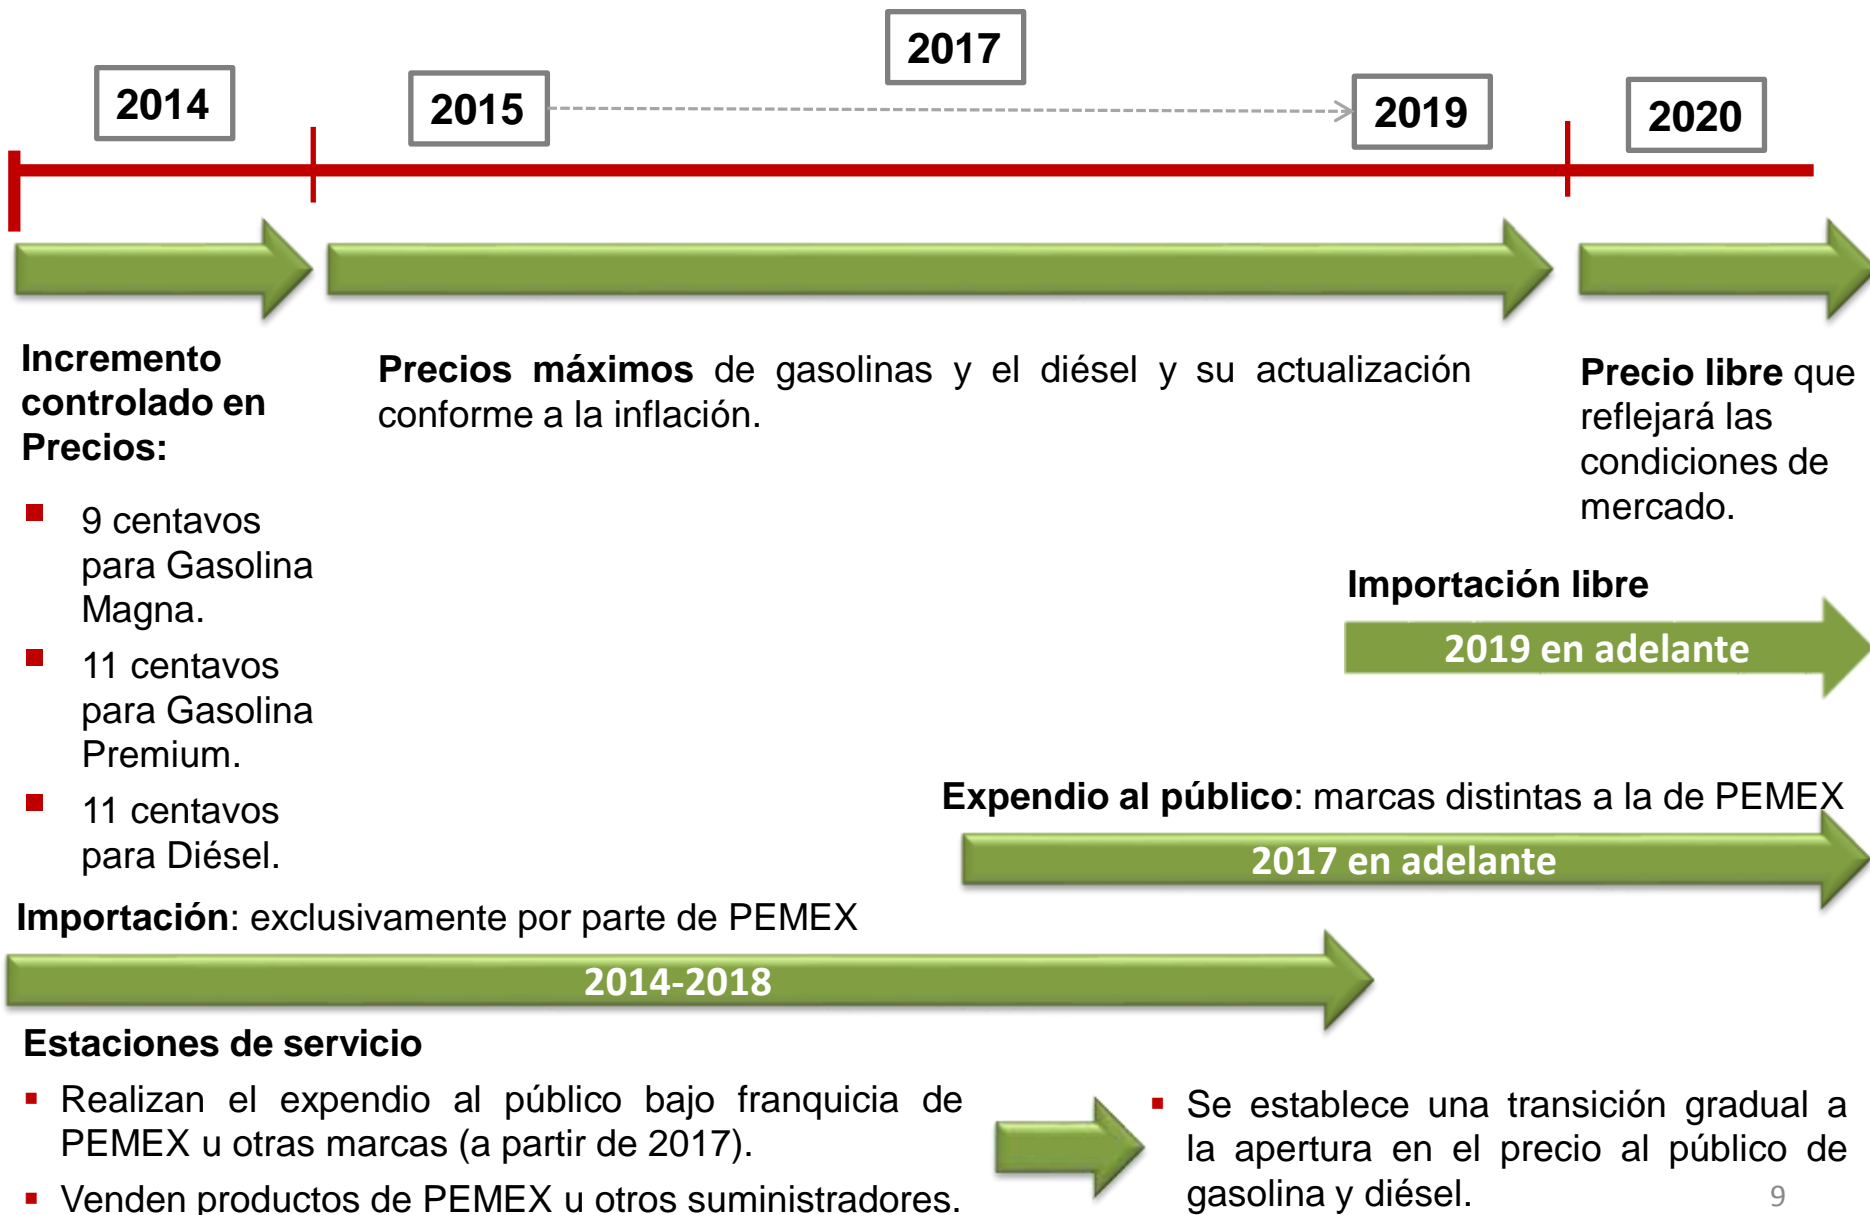 2017
2014
2015
2019
2020
Incremento
controlado en
Precios:
▪ 9 centavos
para Gasolina
Magna.
▪ 11 centavos
para Gasolina
Premium.
▪ 11 centavos
para Diésel.
Precios máximos de gasolinas y el diésel y su actualización
conforme a la inflación.
Precio libre que
reflejará las
condiciones de
mercado.
Importación libre
2019 en adelante
Expendio al público: marcas distintas a la de PEMEX
2017 en adelante
Importación: exclusivamente por parte de PEMEX
2014-2018
Estaciones de servicio
▪ Realizan el expendio al público bajo franquicia de
PEMEX u otras marcas (a partir de 2017).
▪ Venden productos de PEMEX u otros suministradores.
▪ Se establece una transición gradual a
la apertura en el precio al público de
gasolina y diésel.
9